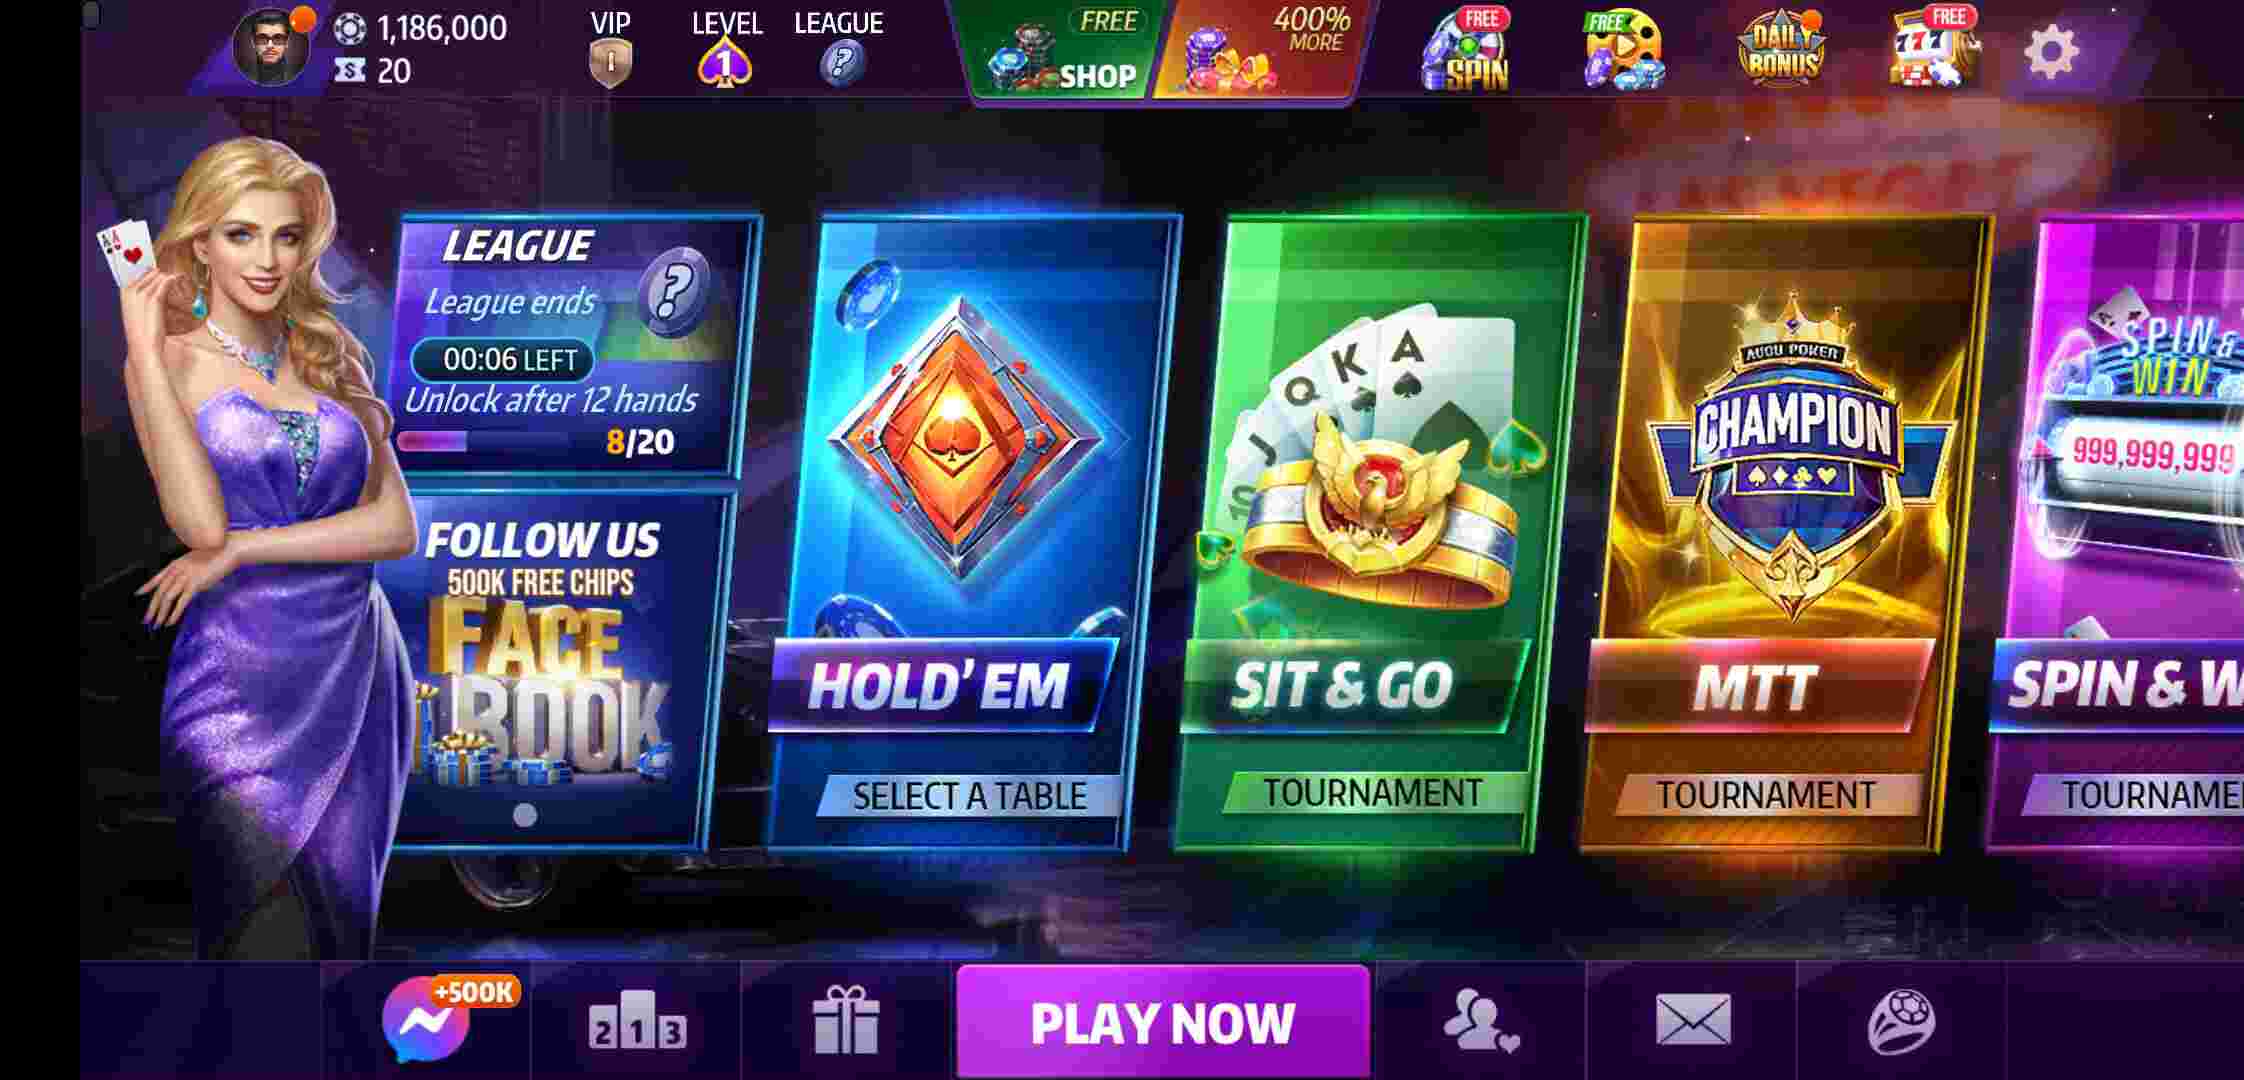 1,186,000
20
VIP
1
LEVEL
1
LEAGUE
?
FREE
SHOP
400%
MORE
FREE
SPIN
FREE
DAILY
BONUS
FREE
777
LEAGUE
League ends
?
00:06 LEFT
Unlock after 12 hands
8/20
FOLLOW US
500K FREE CHIPS
FACE
BOOK
HOLD'EM
SELECT A TABLE
10
J
Q
K
A
SIT & GO
TOURNAMENT
CHAMPION
MTT
TOURNAMENT
SPIN &
WIN
999,999,999
SPIN & W
TOURNAME
A A
+500K
2 1 3
PLAY NOW